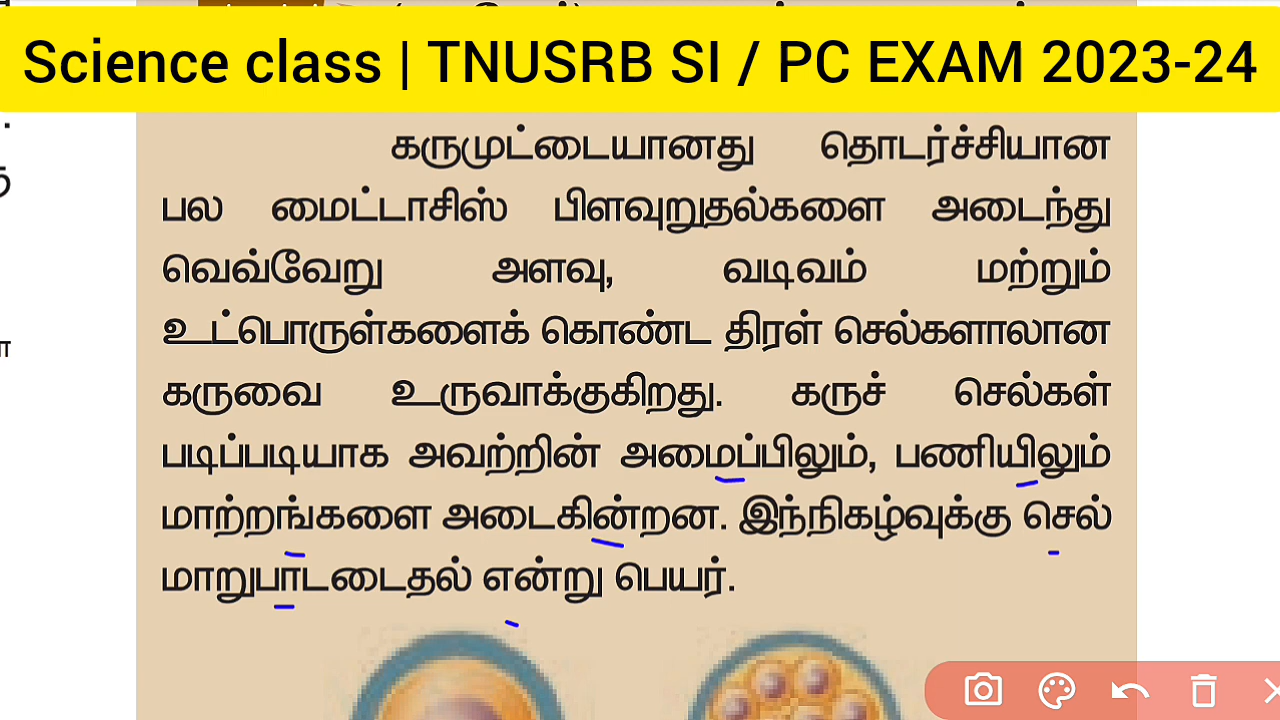 Science class | TNUSRB SI / PC EXAM 2023-24
கருமுட்டையானது தொடர்ச்சியான
பல மைட்டாசிஸ் பிளவுறுதல்களை அடைந்து
வெவ்வேறு அளவு, வடிவம் மற்றும்
உட்பொருள்களைக் கொண்ட திரள் செல்களாலான
கருவை உருவாக்குகிறது. கருச் செல்கள்
படிப்படியாக அவற்றின் அமைப்பிலும், பணியிலும்
மாற்றங்களை அடைகின்றன. இந்நிகழ்வுக்கு செல்
மாறுபாடடைதல் என்று பெயர்.